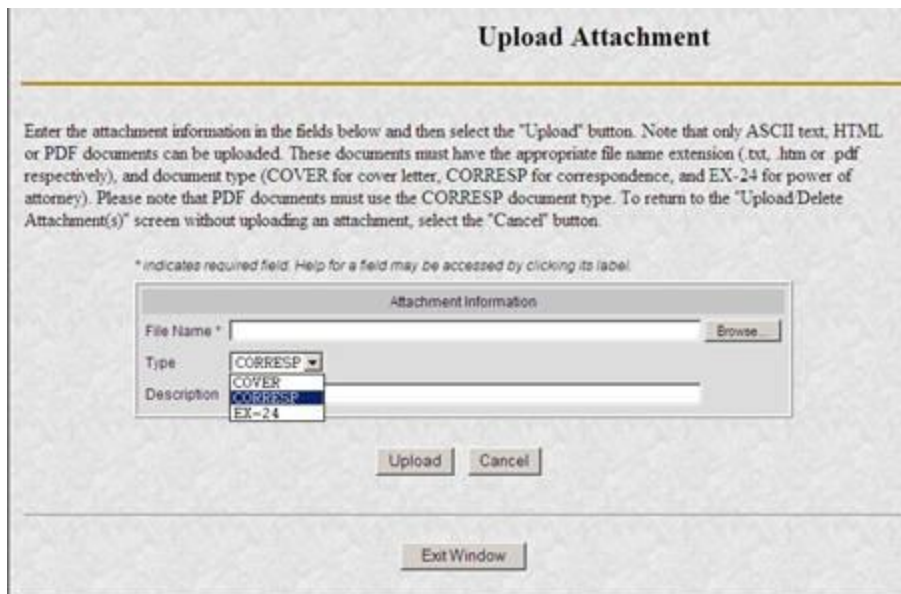 Upload Attachment
Enter the attachment information in the fields below and then select the "Upload" button. Note that only ASCII text, HTML
or PDF documents can be uploaded. These documents must have the appropriate file name extension (.txt, .htm or .pdf
respectively), and document type (COVER for cover letter, CORRESP for correspondence, and EX-24 for power of
attorney). Please note that PDF documents must use the CORRESP document type. To return to the "Upload/Delete
Attachment(s)" screen without uploading an attachment, select the "Cancel" button.
* indicates required field. Help for a field may be accessed by clicking its label.
Attachment Information
File Name * Browse...
Type CORRESP
COVER
Description CORRESP
EX-24
Upload Cancel
Exit Window